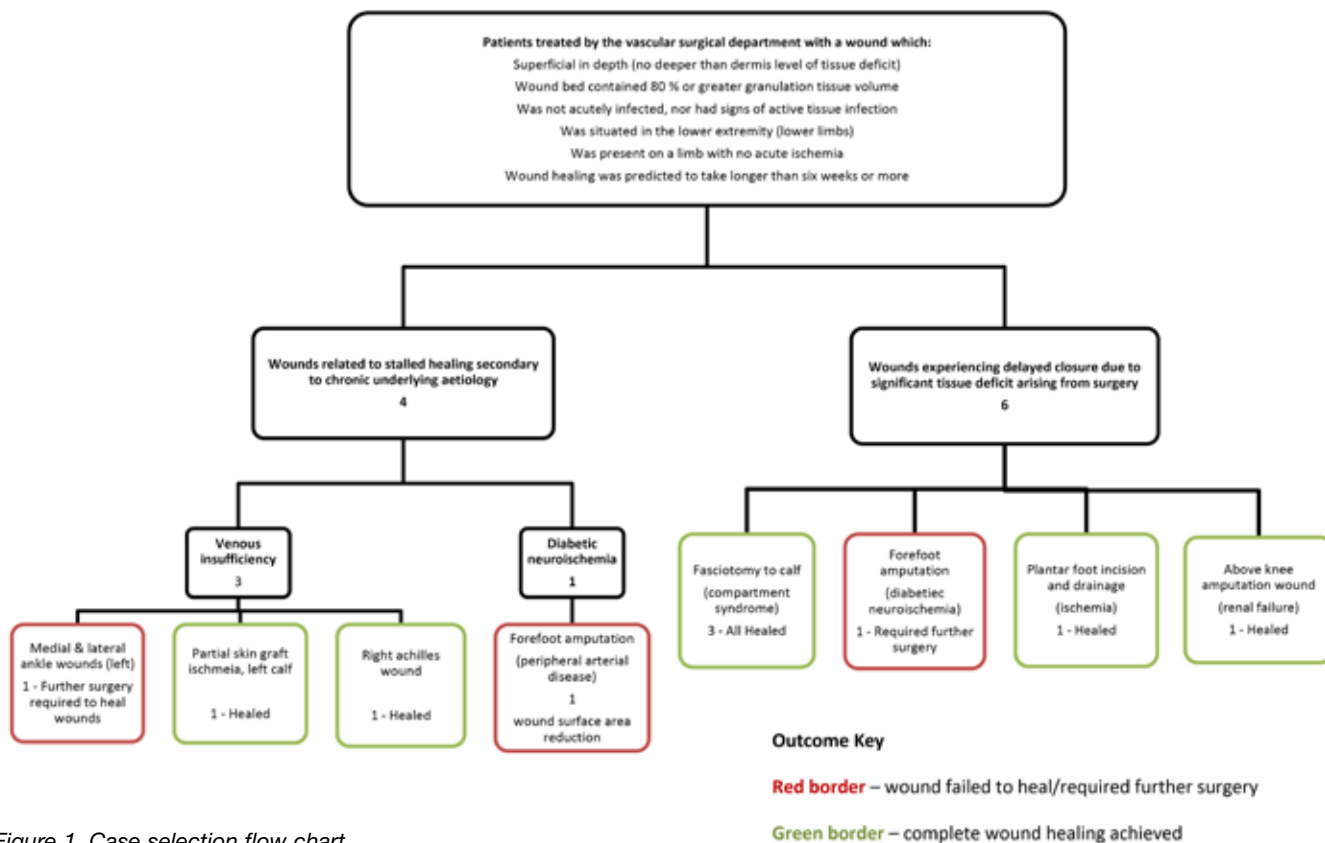 Patients treated by the vascular surgical department with a wound which:
Superficial in depth (no deeper than dermis level of tissue deficit)
Wound bed contained 80 % or greater granulation tissue volume
Was not acutely infected, nor had signs of active tissue infection
Was situated in the lower extremity (lower limbs)
Was present on a limb with no acute ischemia
Wound healing was predicted to take longer than six weeks or more
Wounds related to stalled healing secondary
to chronic underlying aetiology
4
Wounds experiencing delayed closure due to
significant tissue deficit arising from surgery
6
Venous
insufficiency
3
Diabetic
neuroischemia
1
Medial & lateral
ankle wounds (left)
1 - Further surgery
required to heal
wounds
Partial skin graft
ischmeia, left calf
1 - Healed
Right achilles
wound
1 - Healed
Forefoot amputation
(peripheral arterial
disease)
1
wound surface area
reduction
Fasciotomy to calf
(compartment
syndrome)
3 - All Healed
Forefoot
amputation
(diabetiec
neuroischemia)
1 - Required further
surgery
Plantar foot incision
and drainage
(ischemia)
1 - Healed
Above knee
amputation wound
(renal failure)
1 - Healed
Outcome Key
Red border – wound failed to heal/required further surgery
Green border – complete wound healing achieved
Figure 1. Case selection flow chart